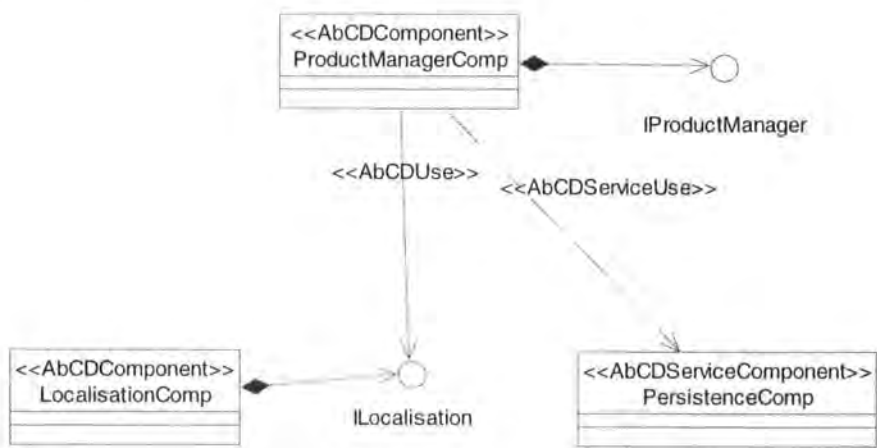 <<AbCDComponent>>
ProductManagerComp
IProductManager
<<AbCDUse>>
<<AbCDServiceUse>>
<<AbCDComponent>>
LocalisationComp
ILocalisation
<<AbCDServiceComponent>>
PersistenceComp